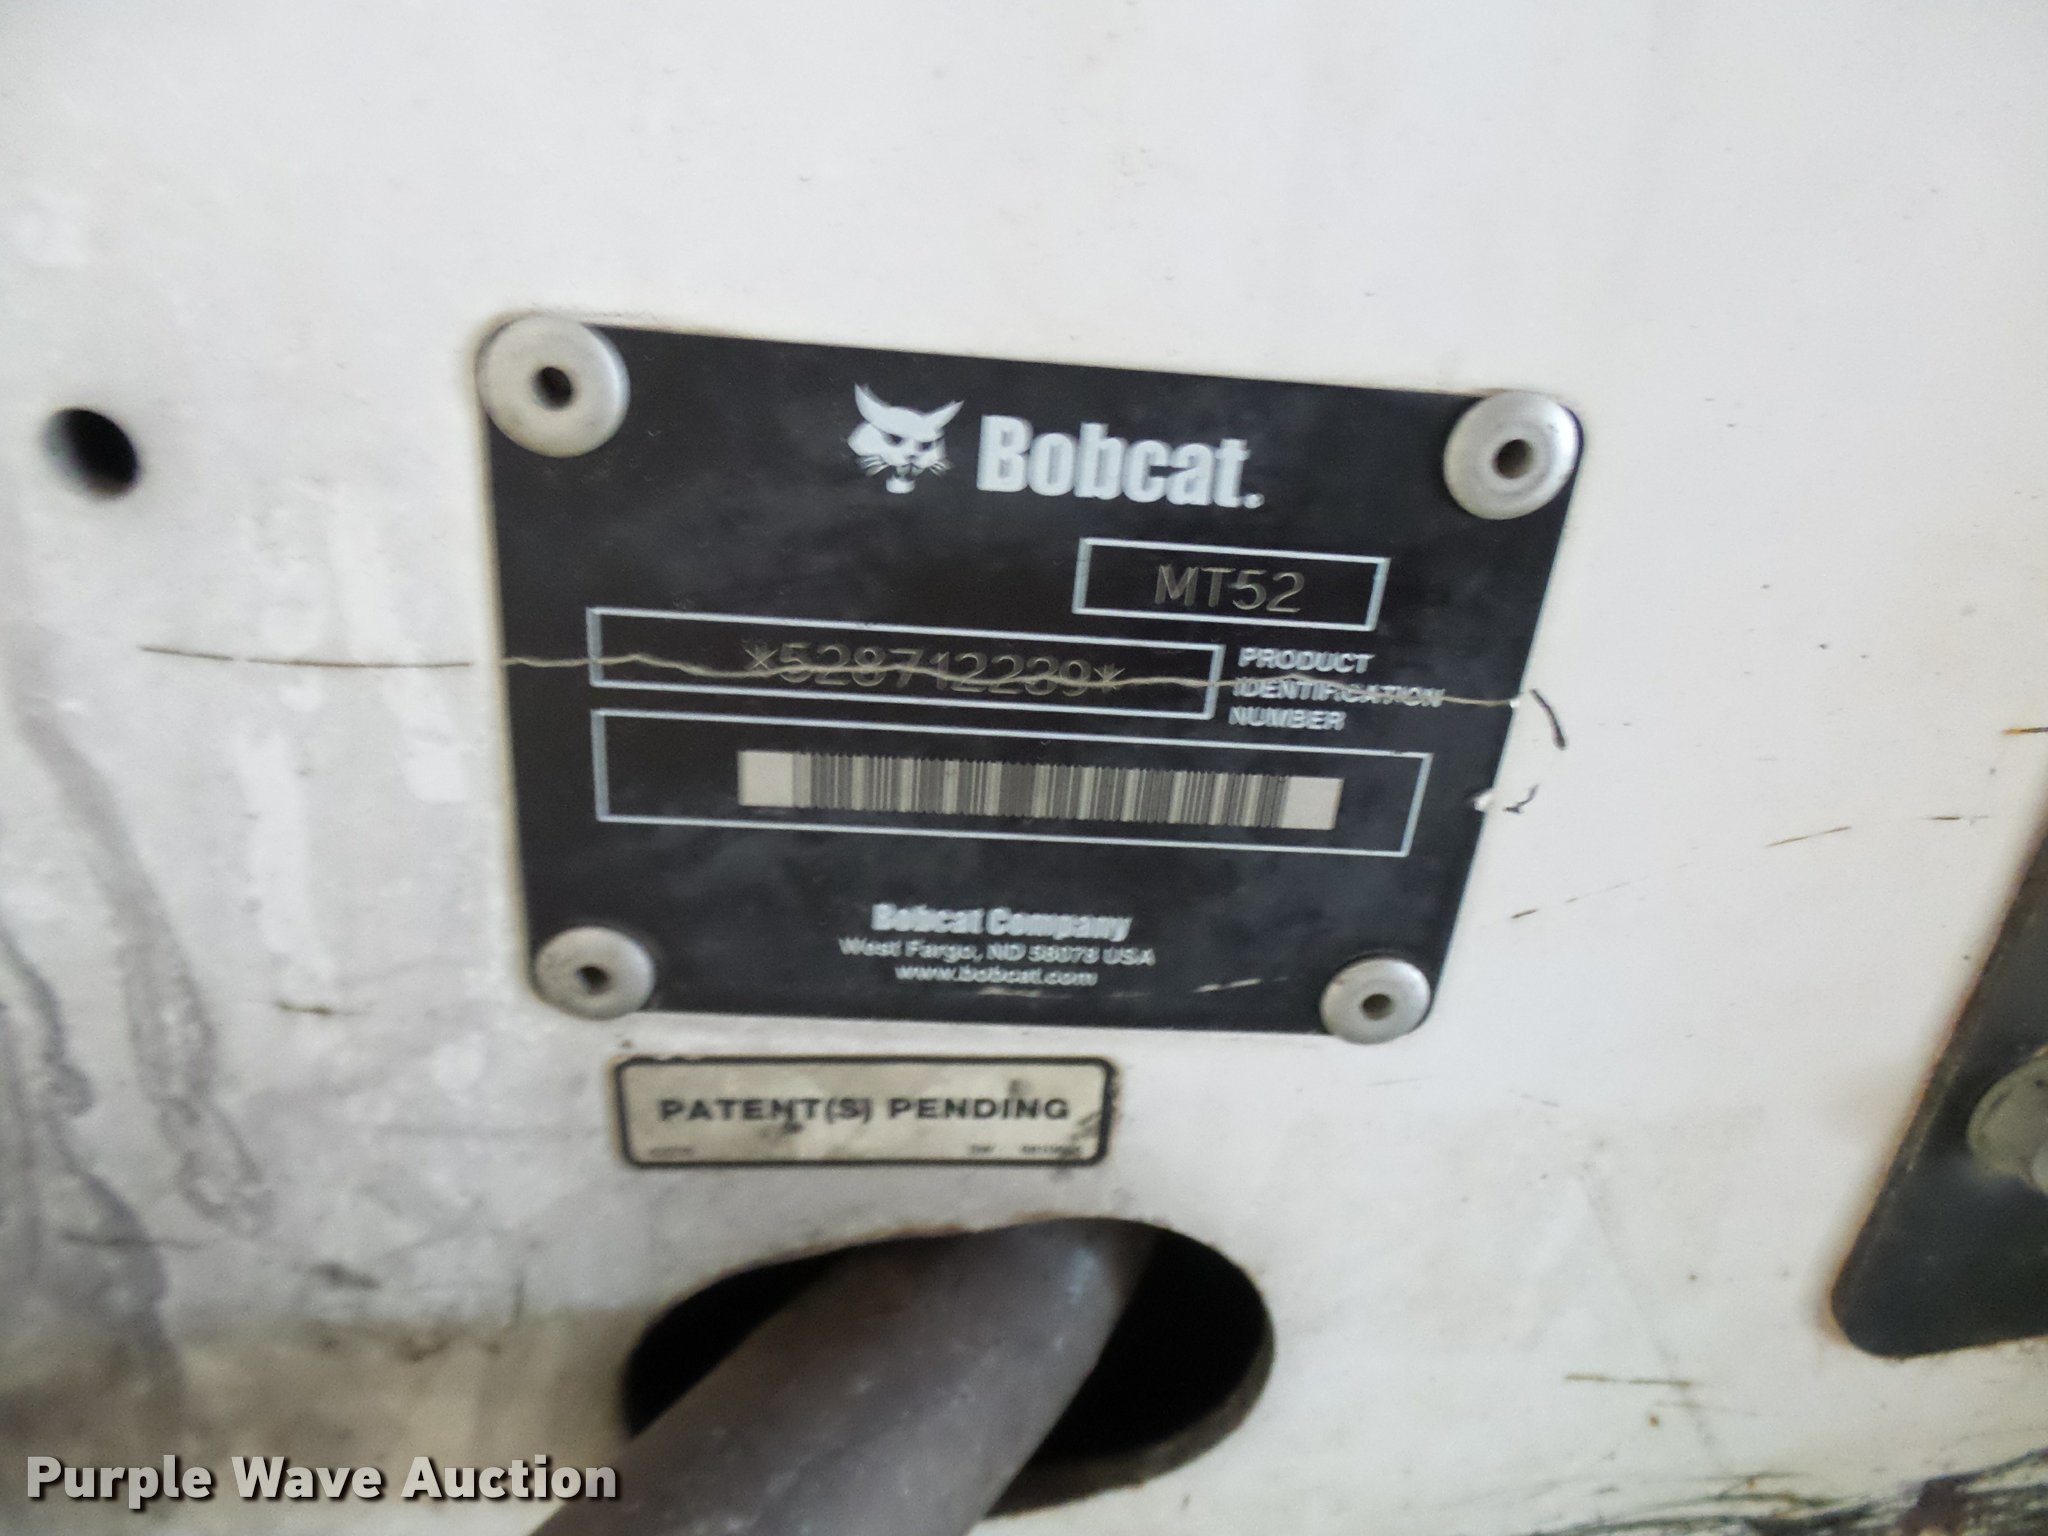 Bobcat.
MT52
*528712239*
PRODUCT
IDENTIFICATION
NUMBER
Bobcat Company
West Fargo, ND 58078 USA
www.bobcat.com
PATENT(S) PENDING
Purple Wave Auction